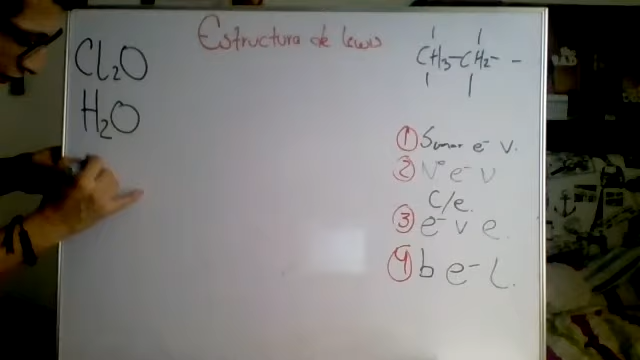 Estructura de lewis
Cl₂O
H₂O
CH₃-CH₂- -
① Sumar e⁻ v.
② N° e⁻ v
C/e.
③ e⁻ v e.
④ b e⁻ L.